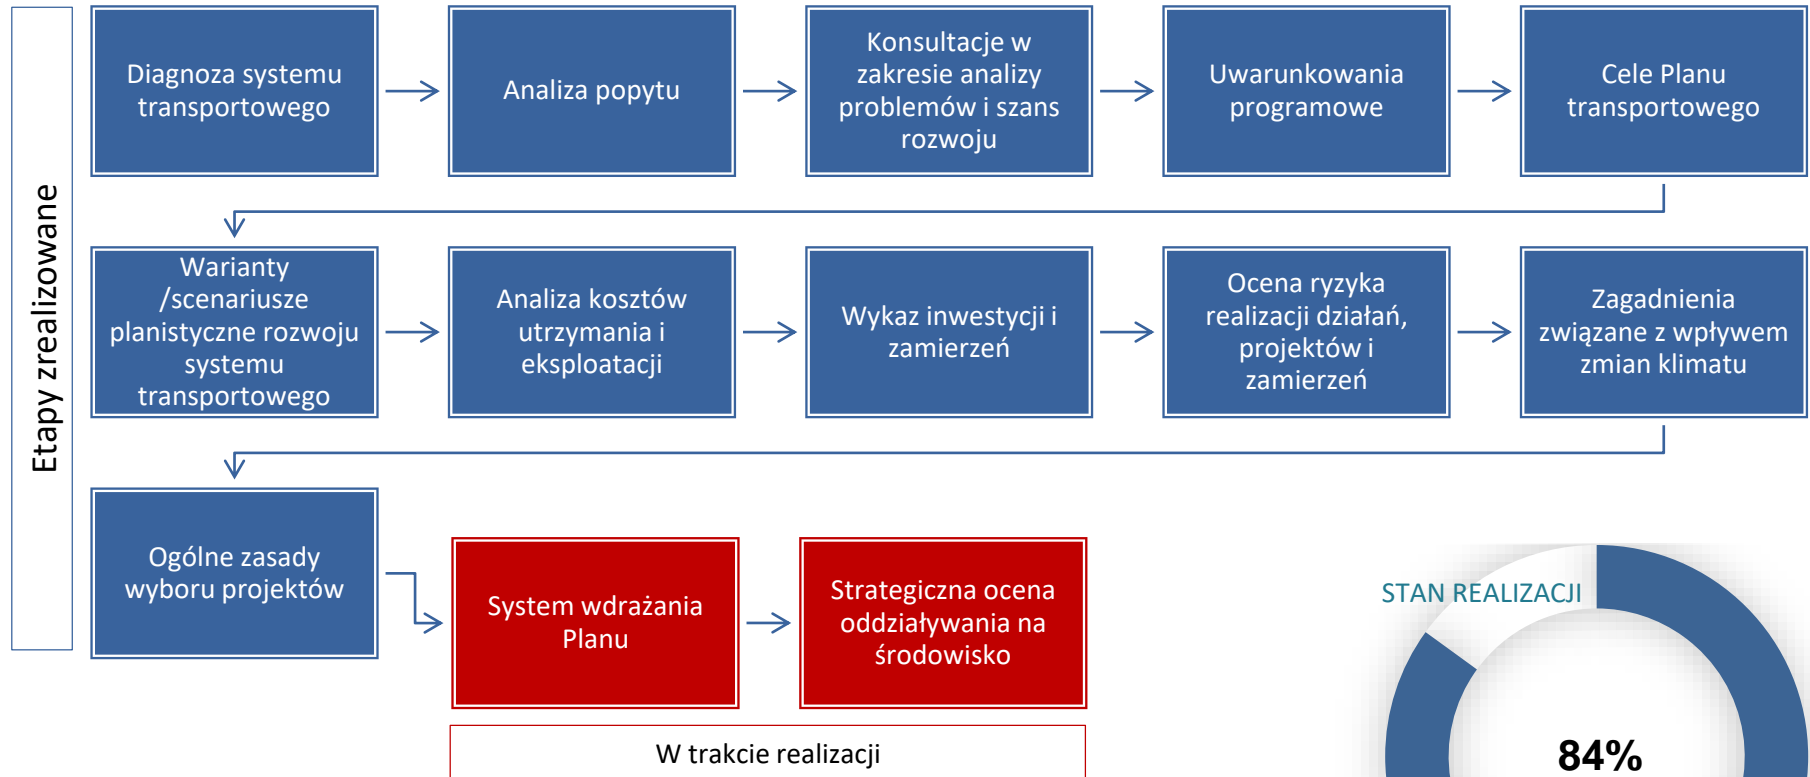 Etapy zrealizowane
Diagnoza systemu
transportowego
Analiza popytu
Konsultacje w
zakresie analizy
problemów i szans
rozwoju
Uwarunkowania
programowe
Cele Planu
transportowego
Warianty
/scenariusze
planistyczne rozwoju
systemu
transportowego
Analiza kosztów
utrzymania i
eksploatacji
Wykaz inwestycji i
zamierzeń
Ocena ryzyka
realizacji działań,
projektów i
zamierzeń
Zagadnienia
związane z wpływem
zmian klimatu
Ogólne zasady
wyboru projektów
System wdrażania
Planu
Strategiczna ocena
oddziaływania na
środowisko
W trakcie realizacji
STAN REALIZACJI
84%